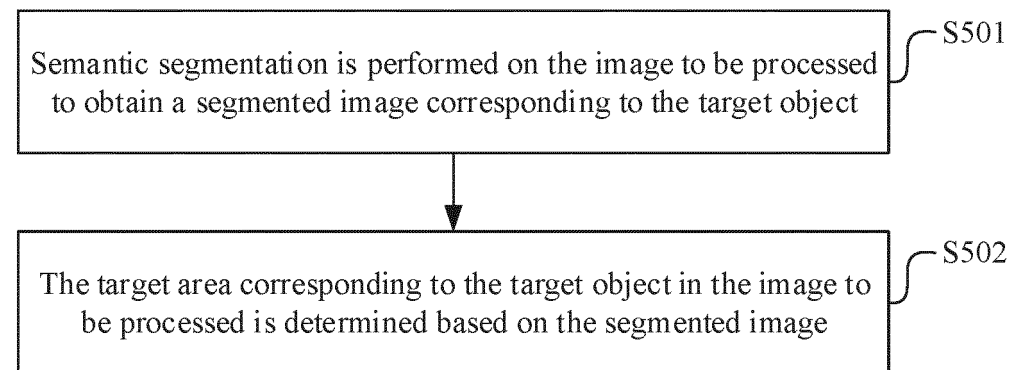 S501
Semantic segmentation is performed on the image to be processed
to obtain a segmented image corresponding to the target object
S502
The target area corresponding to the target object in the image to
be processed is determined based on the segmented image